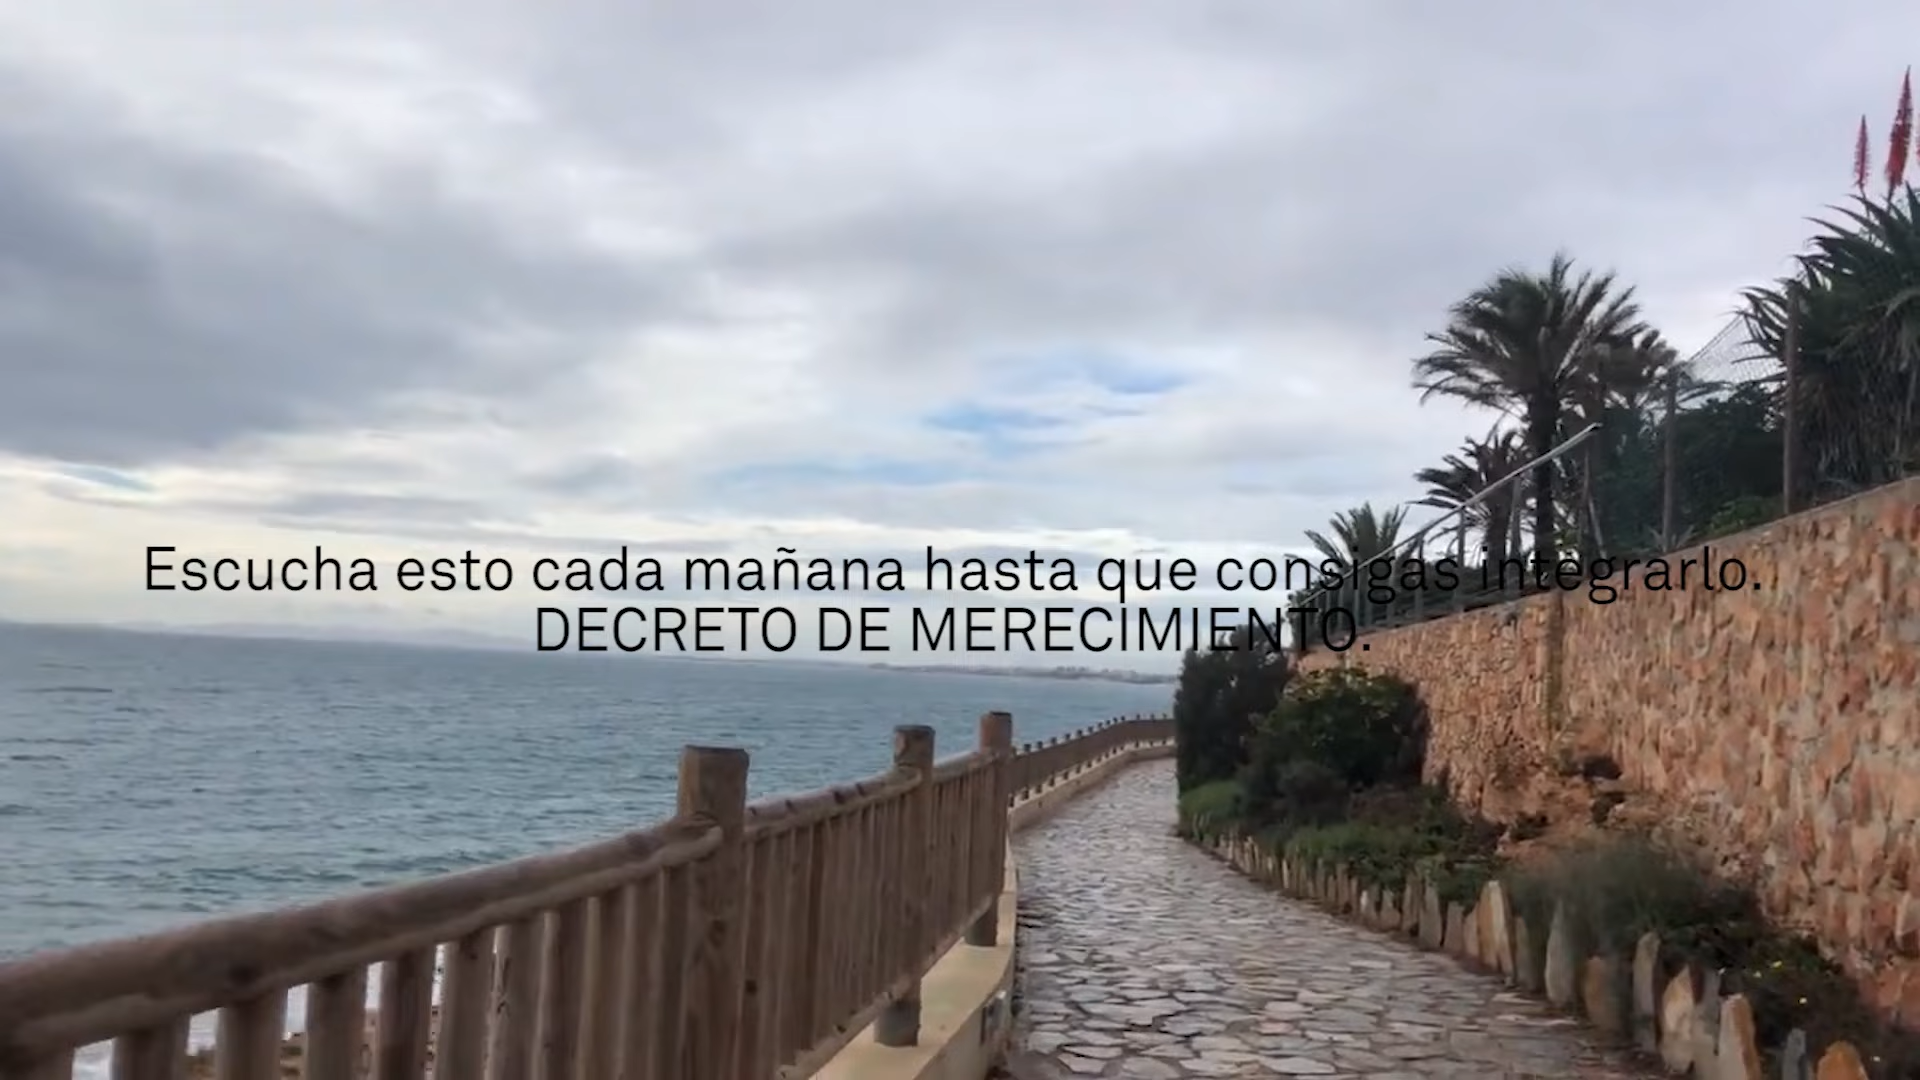 Escucha esto cada mañana hasta que consigas integrarlo.
DECRETO DE MERECIMIENTO.